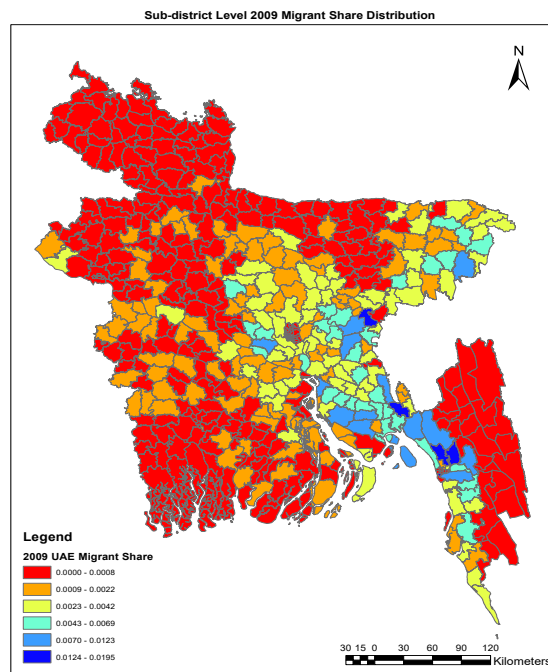 Sub-district Level 2009 Migrant Share Distribution
N
Legend
2009 UAE Migrant Share
0.0000 - 0.0008
0.0009 - 0.0022
0.0023 - 0.0042
0.0043 - 0.0069
0.0070 - 0.0123
0.0124 - 0.0195
30 15 0 30 60 90 120
Kilometers